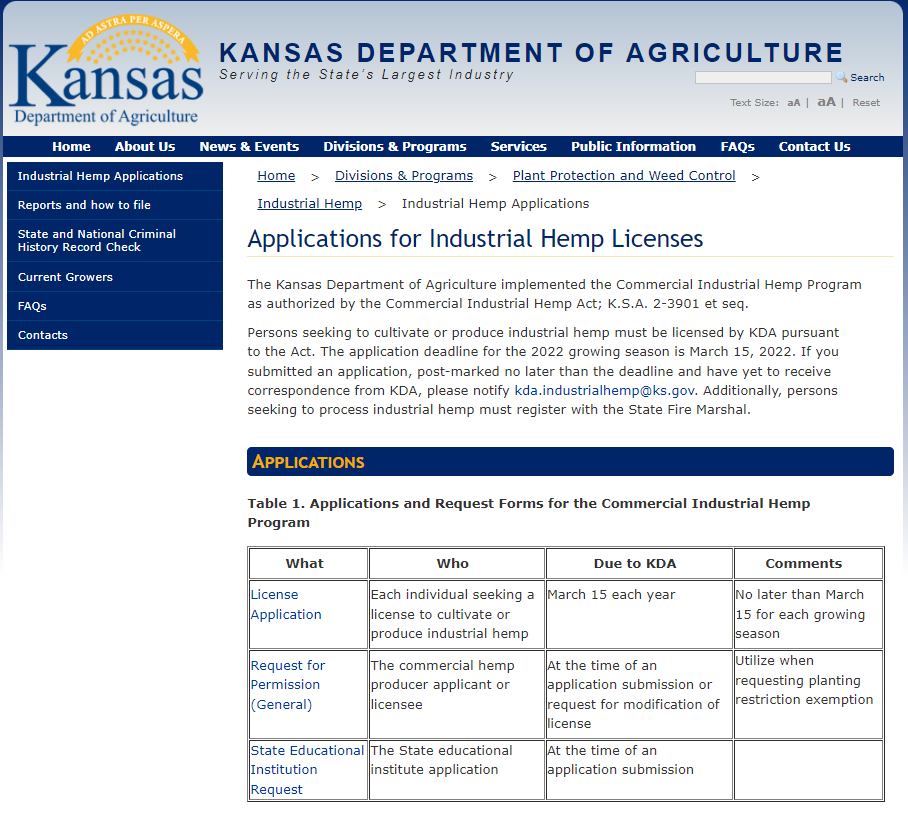 AD ASTRA PER ASPERA
Kansas
Department of Agriculture
KANSAS DEPARTMENT OF AGRICULTURE
Serving the State's Largest Industry
Search
Text Size: aA | aA | Reset
Home About Us News & Events Divisions & Programs Services Public Information FAQs Contact Us
Industrial Hemp Applications
Reports and how to file
State and National Criminal
History Record Check
Current Growers
FAQs
Contacts
Home > Divisions & Programs > Plant Protection and Weed Control >
Industrial Hemp > Industrial Hemp Applications
Applications for Industrial Hemp Licenses
The Kansas Department of Agriculture implemented the Commercial Industrial Hemp Program
as authorized by the Commercial Industrial Hemp Act; K.S.A. 2-3901 et seq.
Persons seeking to cultivate or produce industrial hemp must be licensed by KDA pursuant
to the Act. The application deadline for the 2022 growing season is March 15, 2022. If you
submitted an application, post-marked no later than the deadline and have yet to receive
correspondence from KDA, please notify kda.industrialhemp@ks.gov. Additionally, persons
seeking to process industrial hemp must register with the State Fire Marshal.
APPLICATIONS
Table 1. Applications and Request Forms for the Commercial Industrial Hemp
Program
What Who Due to KDA Comments
License
Application
Each individual seeking a
license to cultivate or
produce industrial hemp
March 15 each year
No later than March
15 for each growing
season
Request for
Permission
(General)
The commercial hemp
producer applicant or
licensee
At the time of an
application submission or
request for modification of
license
Utilize when
requesting planting
restriction exemption
State Educational
Institution
Request
The State educational
institute application
At the time of an
application submission